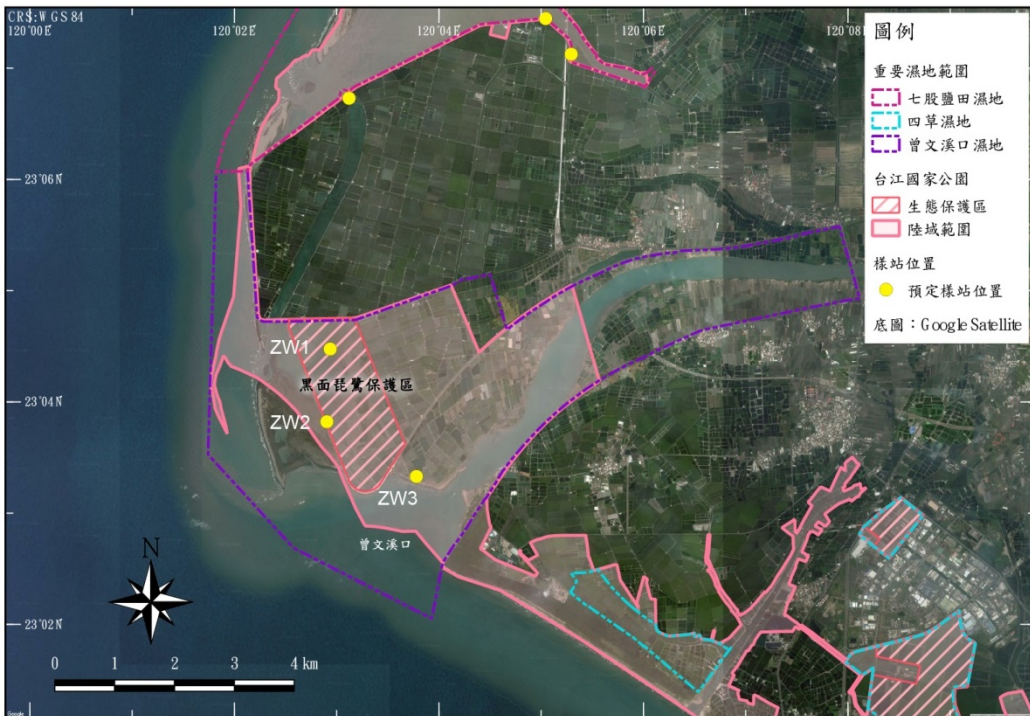 CRS:WGS84
120°00'E
120°02'E
120°04'E
120°06'E
120°08'E
23°06'N
23°04'N
23°02'N
ZW1
黑面琵鷺保護區
ZW2
ZW3
曾文溪口
N
0 1 2 3 4 km
Google
圖例
重要濕地範圍
七股鹽田濕地
四草濕地
曾文溪口濕地
台江國家公園
生態保護區
陸域範圍
樣站位置
預定樣站位置
底圖：Google Satellite